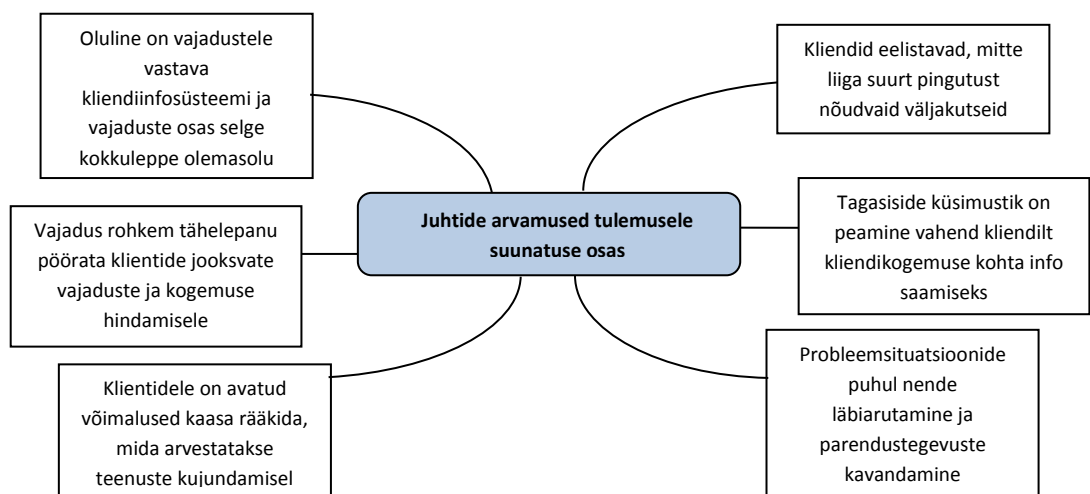 Oluline on vajadustele
vastava
kliendiinfosüsteemi ja
vajaduste osas selge
kokkuleppe olemasolu
Kliendid eelistavad, mitte
liiga suurt pingutust
nõudvaid väljakutseid
Juhtide arvamused tulemusele
suunatuse osas
Vajadus rohkem tähelepanu
pöörata klientide jooksvate
vajaduste ja kogemuse
hindamisele
Tagasiside küsimustik on
peamine vahend kliendilt
kliendikogemuse kohta info
saamiseks
Klientidele on avatud
võimalused kaasa rääkida,
mida arvestatakse
teenuste kujundamisel
Probleemsituatsioonide
puhul nende
läbiarutamine ja
parendustegevuste
kavandamine